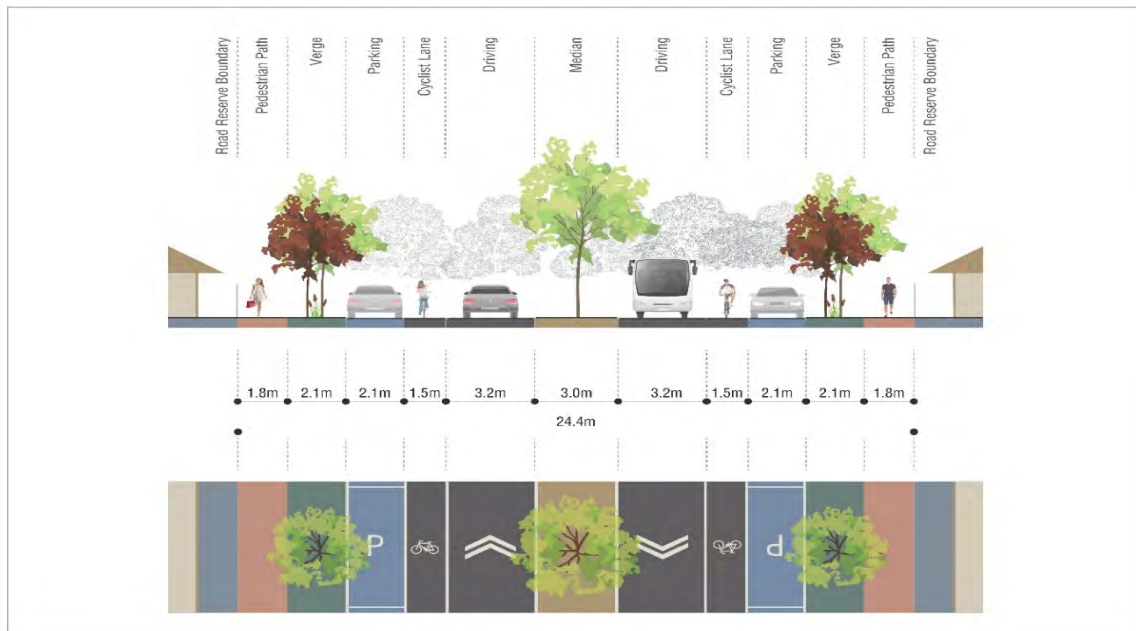 Road Reserve Boundary
Pedestrian Path
Verge
Parking
Cyclist Lane
Driving
Median
Driving
Cyclist Lane
Parking
Verge
Pedestrian Path
Road Reserve Boundary
1.8m 2.1m 2.1m 1.5m 3.2m 3.0m 3.2m 1.5m 2.1m 2.1m 1.8m
24.4m
P P